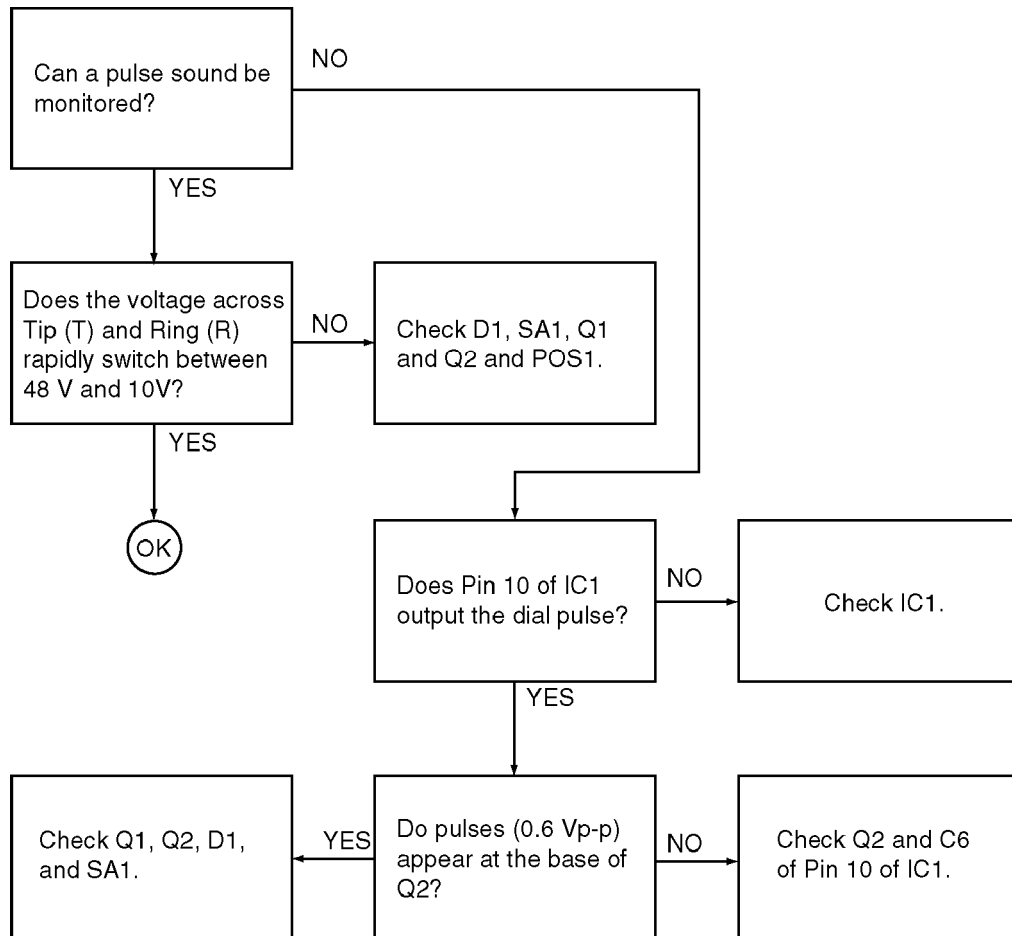 Can a pulse sound be
monitored?
NO
YES
Does the voltage across
Tip (T) and Ring (R)
rapidly switch between
48 V and 10V?
NO
Check D1, SA1, Q1
and Q2 and POS1.
YES
OK
Does Pin 10 of IC1
output the dial pulse?
NO
Check IC1.
YES
Check Q1, Q2, D1,
and SA1.
YES
Do pulses (0.6 Vp-p)
appear at the base of
Q2?
NO
Check Q2 and C6
of Pin 10 of IC1.